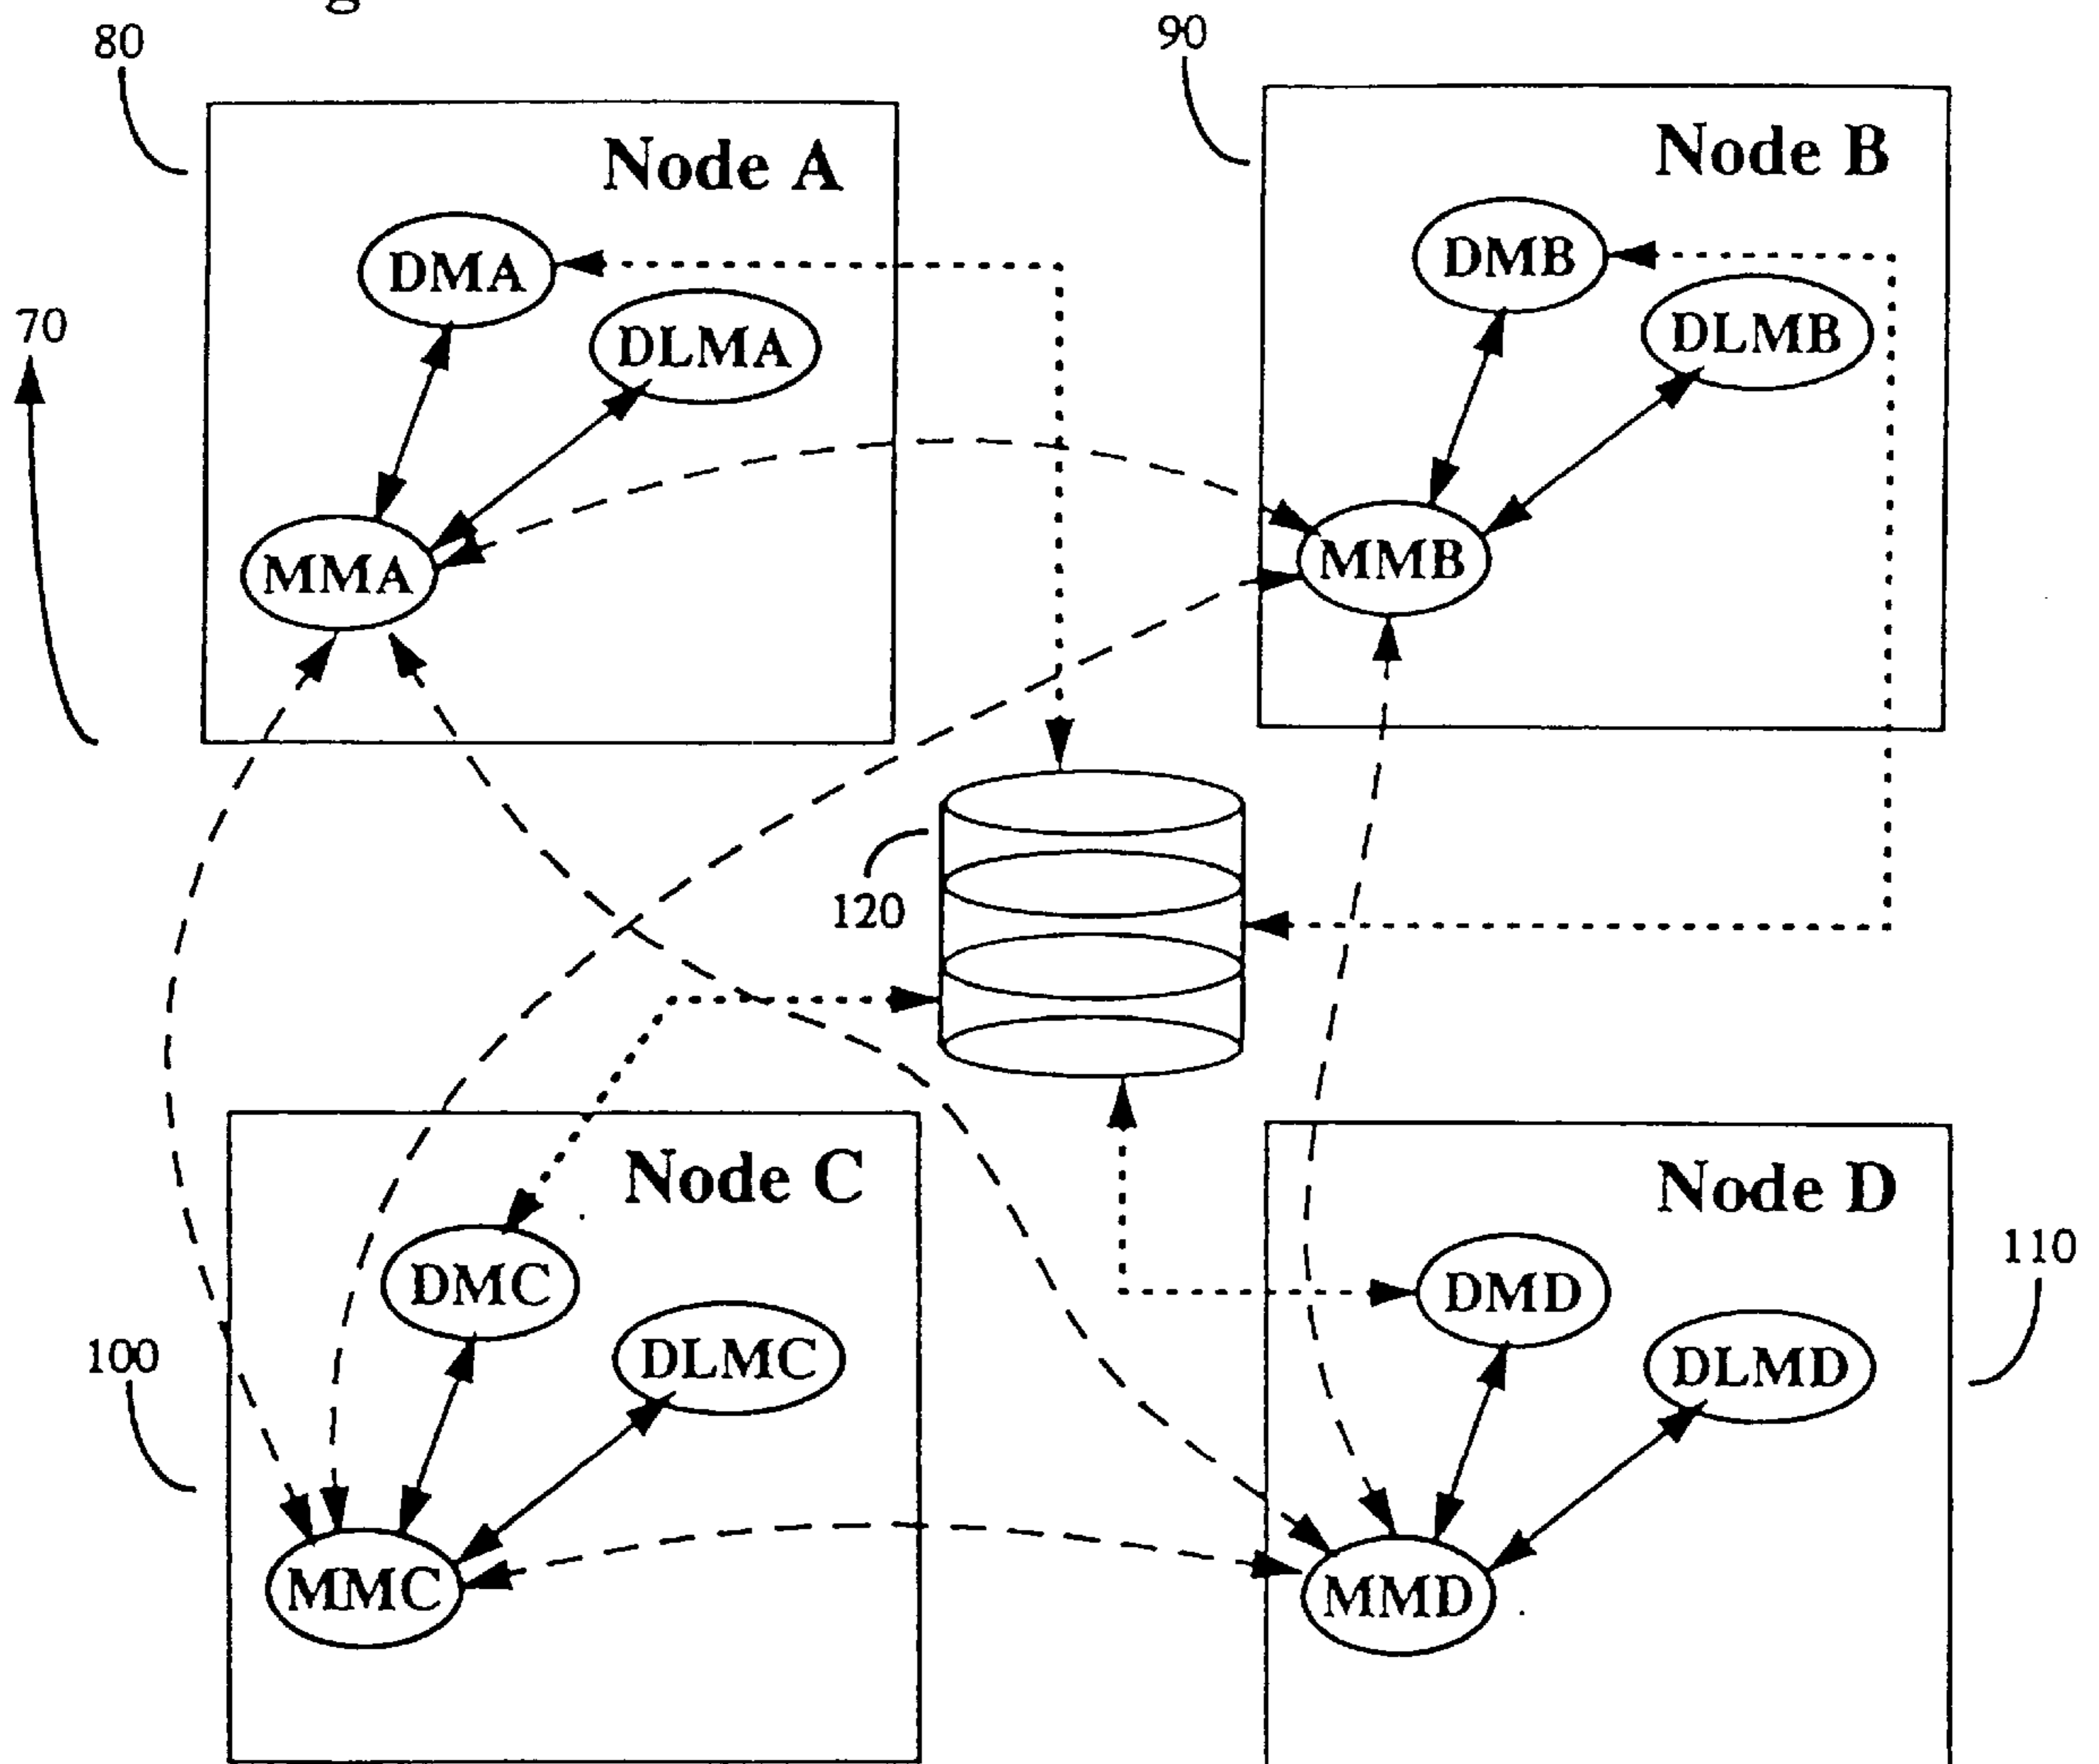 80
90
Node A
Node B
DMA
DMB
DLMA
DLMB
70
MMA
MMB
120
Node C
Node D
DMC
DMD
110
DLMC
DLMD
100
MMC
MMD